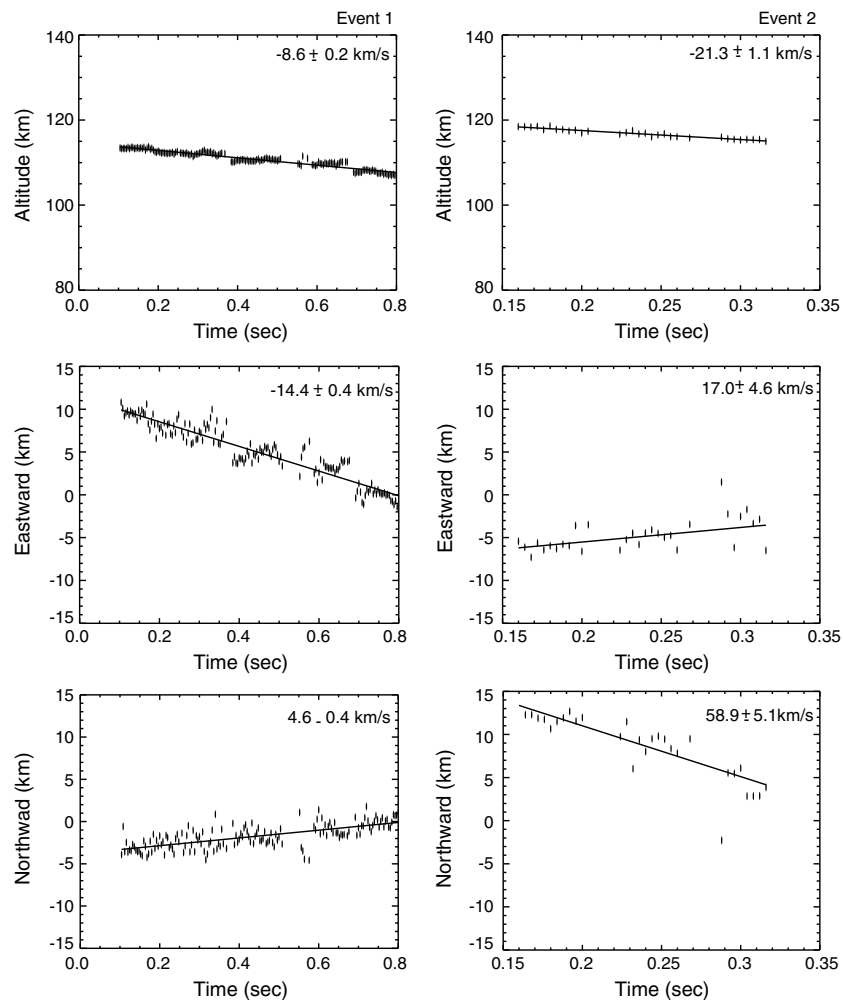 Event 1
Event 2
140
120
100
80
Altitude (km)
-8.6 ± 0.2 km/s
0.0 0.2 0.4 0.6 0.8
Time (sec)
140
120
100
80
Altitude (km)
-21.3 ± 1.1 km/s
0.15 0.2 0.25 0.3 0.35
Time (sec)
15
10
5
0
-5
-10
-15
Eastward (km)
-14.4 ± 0.4 km/s
0.0 0.2 0.4 0.6 0.8
Time (sec)
15
10
5
0
-5
-10
-15
Eastward (km)
17.0± 4.6 km/s
0.15 0.2 0.25 0.3 0.35
Time (sec)
15
10
5
0
-5
-10
-15
Northwad (km)
4.6 - 0.4 km/s
0.0 0.2 0.4 0.6 0.8
Time (sec)
15
10
5
0
-5
-10
-15
Northward (km)
58.9±5.1km/s
0.15 0.2 0.25 0.3 0.35
Time (sec)